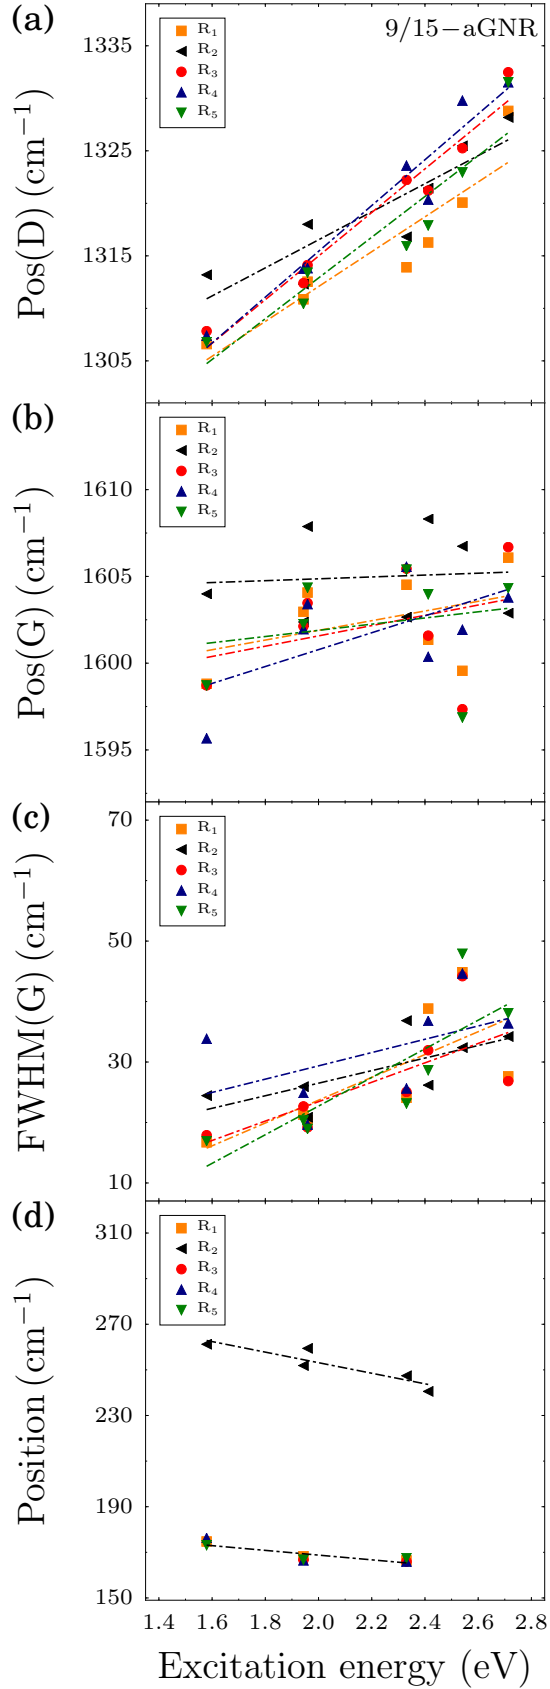 (a)
9/15−aGNR
1335
1325
1315
1305
Pos(D) (cm⁻¹)
R₁
R₂
R₃
R₄
R₅
(b)
1610
1605
1600
1595
Pos(G) (cm⁻¹)
R₁
R₂
R₃
R₄
R₅
(c)
70
50
30
10
FWHM(G) (cm⁻¹)
R₁
R₂
R₃
R₄
R₅
(d)
310
270
230
190
150
Position (cm⁻¹)
R₁
R₂
R₃
R₄
R₅
1.4 1.6 1.8 2.0 2.2 2.4 2.6 2.8
Excitation energy (eV)